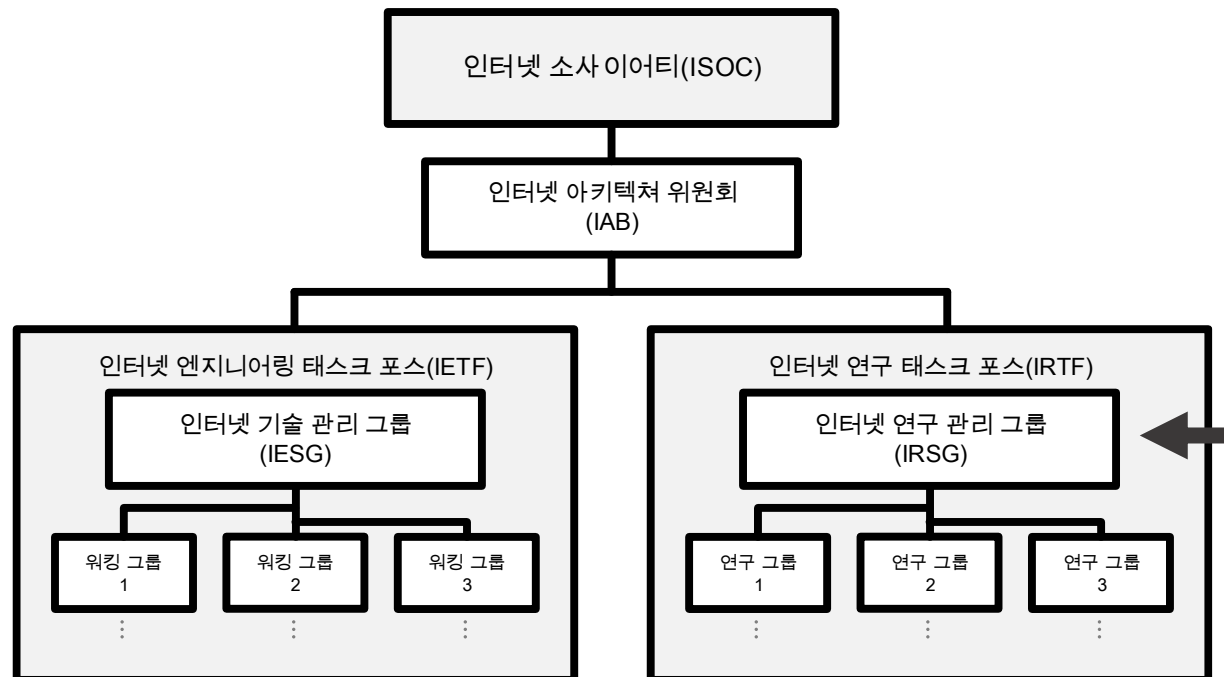 인터넷 소사이어티(ISOC)
인터넷 아키텍쳐 위원회
(IAB)
인터넷 엔지니어링 태스크 포스(IETF)
인터넷 기술 관리 그룹
(IESG)
워킹 그룹
1
워킹 그룹
2
워킹 그룹
3
인터넷 연구 태스크 포스(IRTF)
인터넷 연구 관리 그룹
(IRSG)
연구 그룹
1
연구 그룹
2
연구 그룹
3